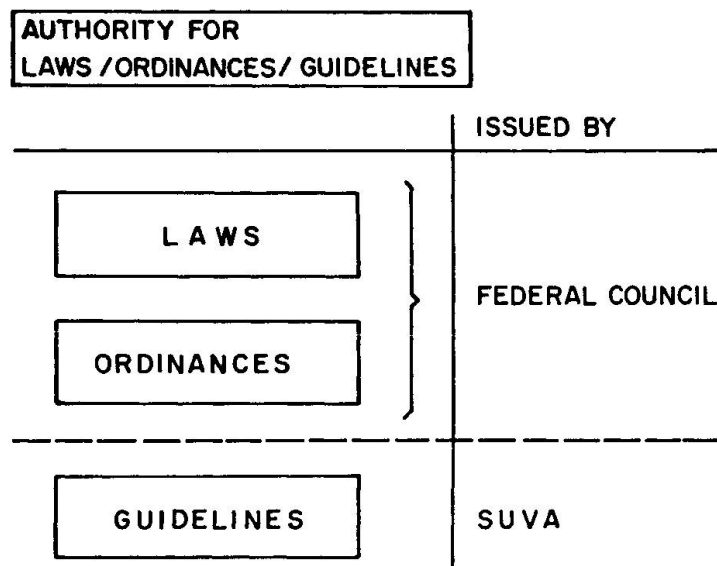 AUTHORITY FOR
LAWS / ORDINANCES / GUIDELINES
ISSUED BY
LAWS
FEDERAL COUNCIL
ORDINANCES
GUIDELINES
SUVA